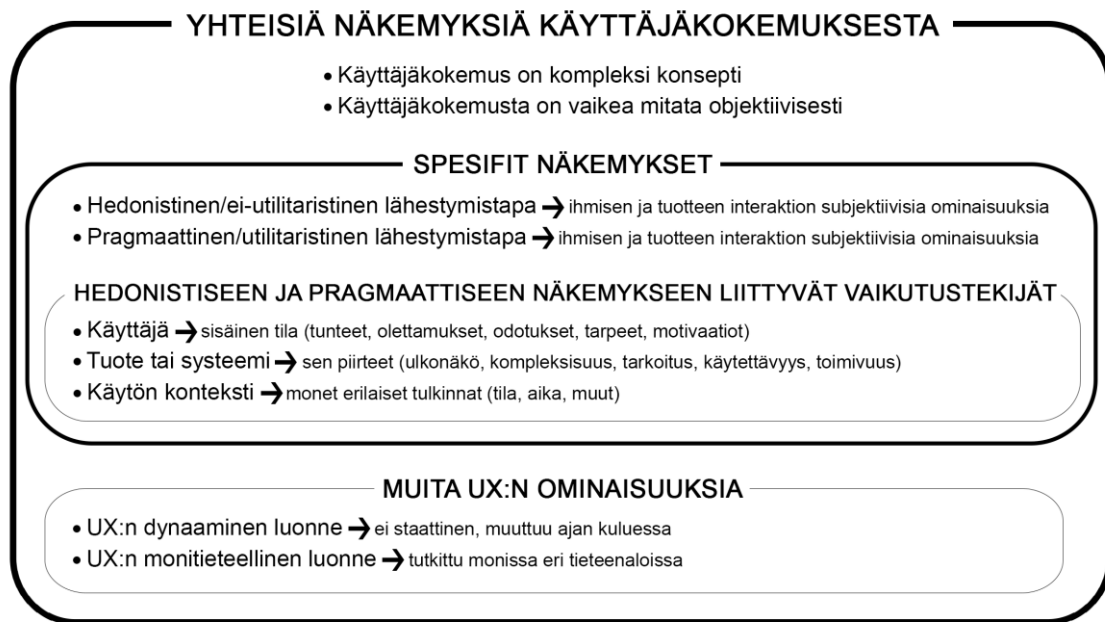 YHTEISIÄ NÄKEMYKSIÄ KÄYTTÄJÄKOKEMUKSESTA
• Käyttäjäkokemus on kompleksi konsepti
• Käyttäjäkokemusta on vaikea mitata objektiivisesti
SPESIFIT NÄKEMYKSET
• Hedonistinen/ei-utilitaristinen lähestymistapa → ihmisen ja tuotteen interaktion subjektiivisia ominaisuuksia
• Pragmaattinen/utilitaristinen lähestymistapa → ihmisen ja tuotteen interaktion subjektiivisia ominaisuuksia
HEDONISTISEEN JA PRAGMAATTISEEN NÄKEMYKSEEN LIITTYVÄT VAIKUTUSTEKIJÄT
• Käyttäjä → sisäinen tila (tunteet, olettamukset, odotukset, tarpeet, motivaatiot)
• Tuote tai systeemi → sen piirteet (ulkonäkö, kompleksisuus, tarkoitus, käytettävyys, toimivuus)
• Käytön konteksti → monet erilaiset tulkinnat (tila, aika, muut)
MUITA UX:N OMINAISUUKSIA
• UX:n dynaaminen luonne → ei staattinen, muuttuu ajan kuluessa
• UX:n monitieteellinen luonne → tutkittu monissa eri tieteenaloissa